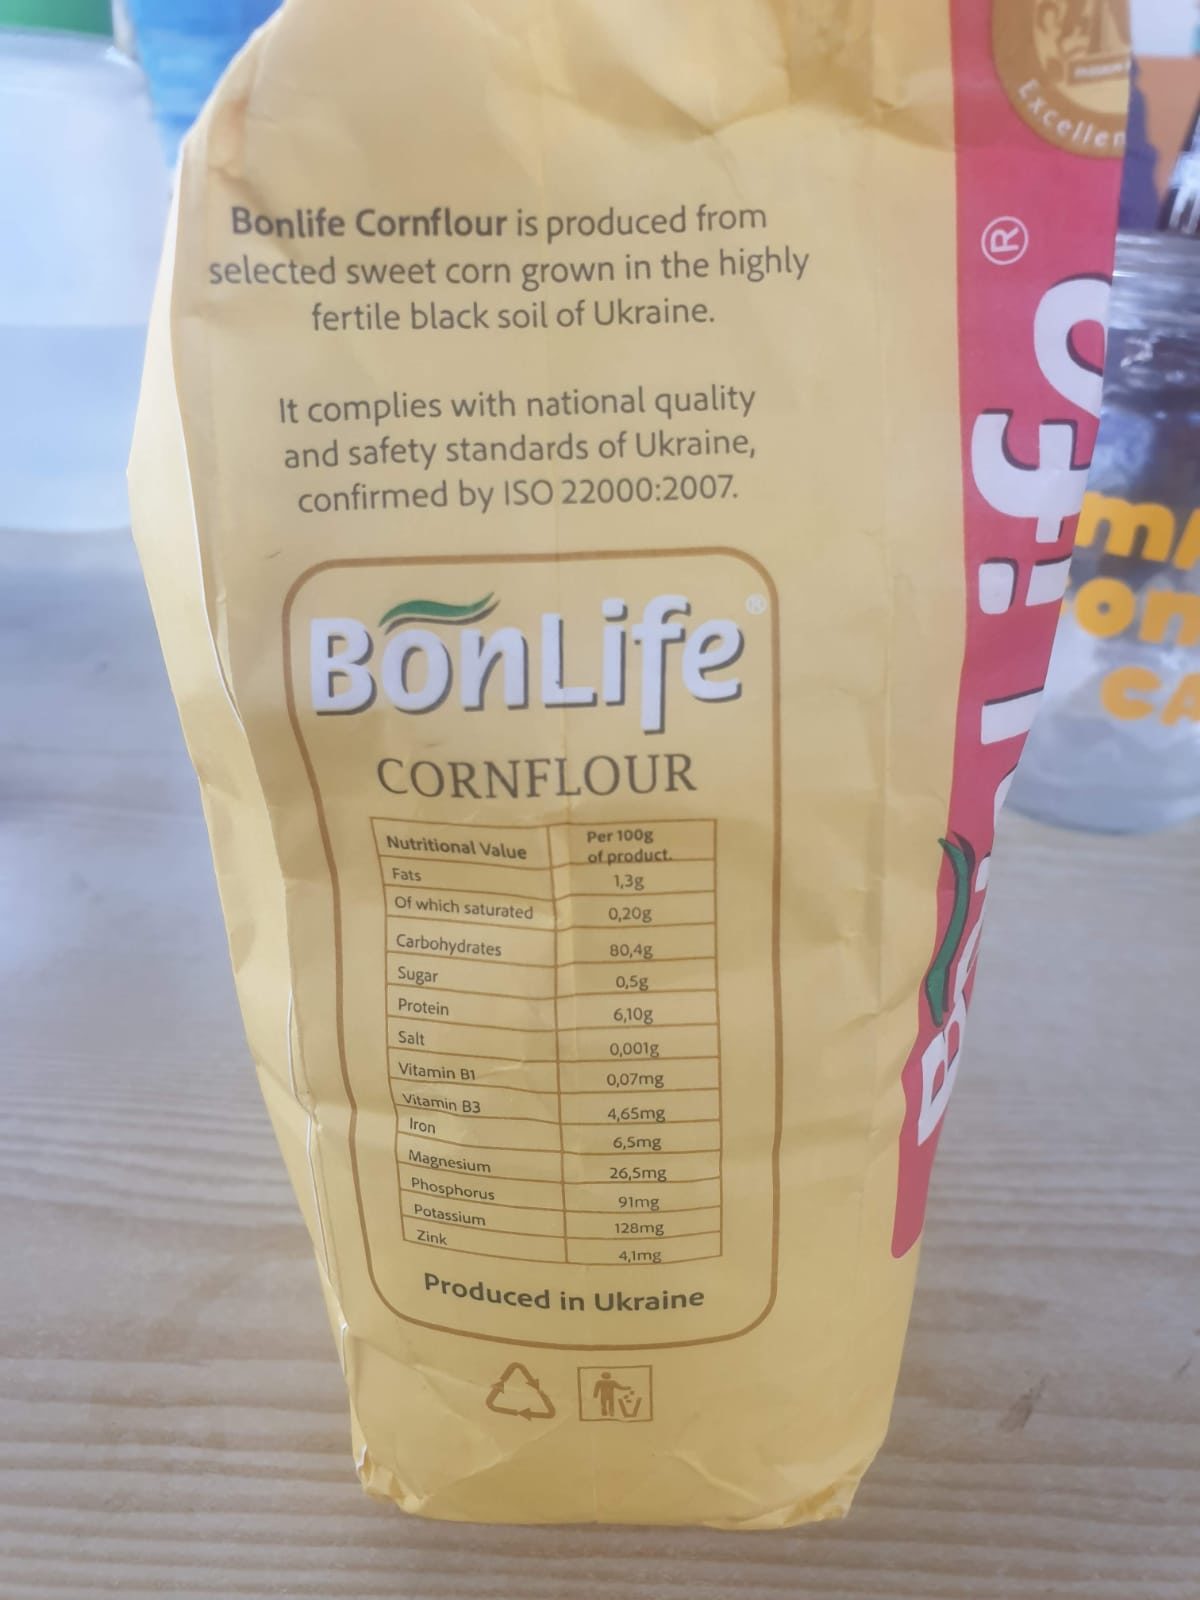 Bonlife Cornflour is produced from
selected sweet corn grown in the highly
fertile black soil of Ukraine.
It complies with national quality
and safety standards of Ukraine,
confirmed by ISO 22000:2007.
BonLife®
CORNFLOUR
Nutritional Value Per 100g of product.
Fats 1,3g
Of which saturated 0,20g
Carbohydrates 80,4g
Sugar 0,5g
Protein 6,10g
Salt 0,001g
Vitamin B1 0,07mg
Vitamin B3 4,65mg
Iron 6,5mg
Magnesium 26,5mg
Phosphorus 91mg
Potassium 128mg
Zink 4,1mg
Produced in Ukraine
BonLife®